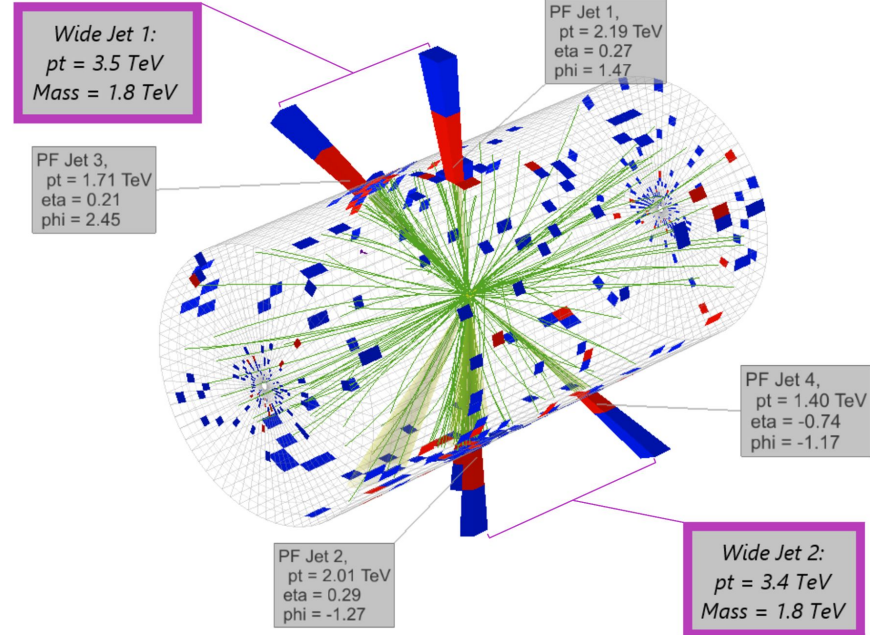 Wide Jet 1:
pt = 3.5 TeV
Mass = 1.8 TeV
PF Jet 1,
pt = 2.19 TeV
eta = 0.27
phi = 1.47
PF Jet 3,
pt = 1.71 TeV
eta = 0.21
phi = 2.45
PF Jet 4,
pt = 1.40 TeV
eta = -0.74
phi = -1.17
PF Jet 2,
pt = 2.01 TeV
eta = 0.29
phi = -1.27
Wide Jet 2:
pt = 3.4 TeV
Mass = 1.8 TeV